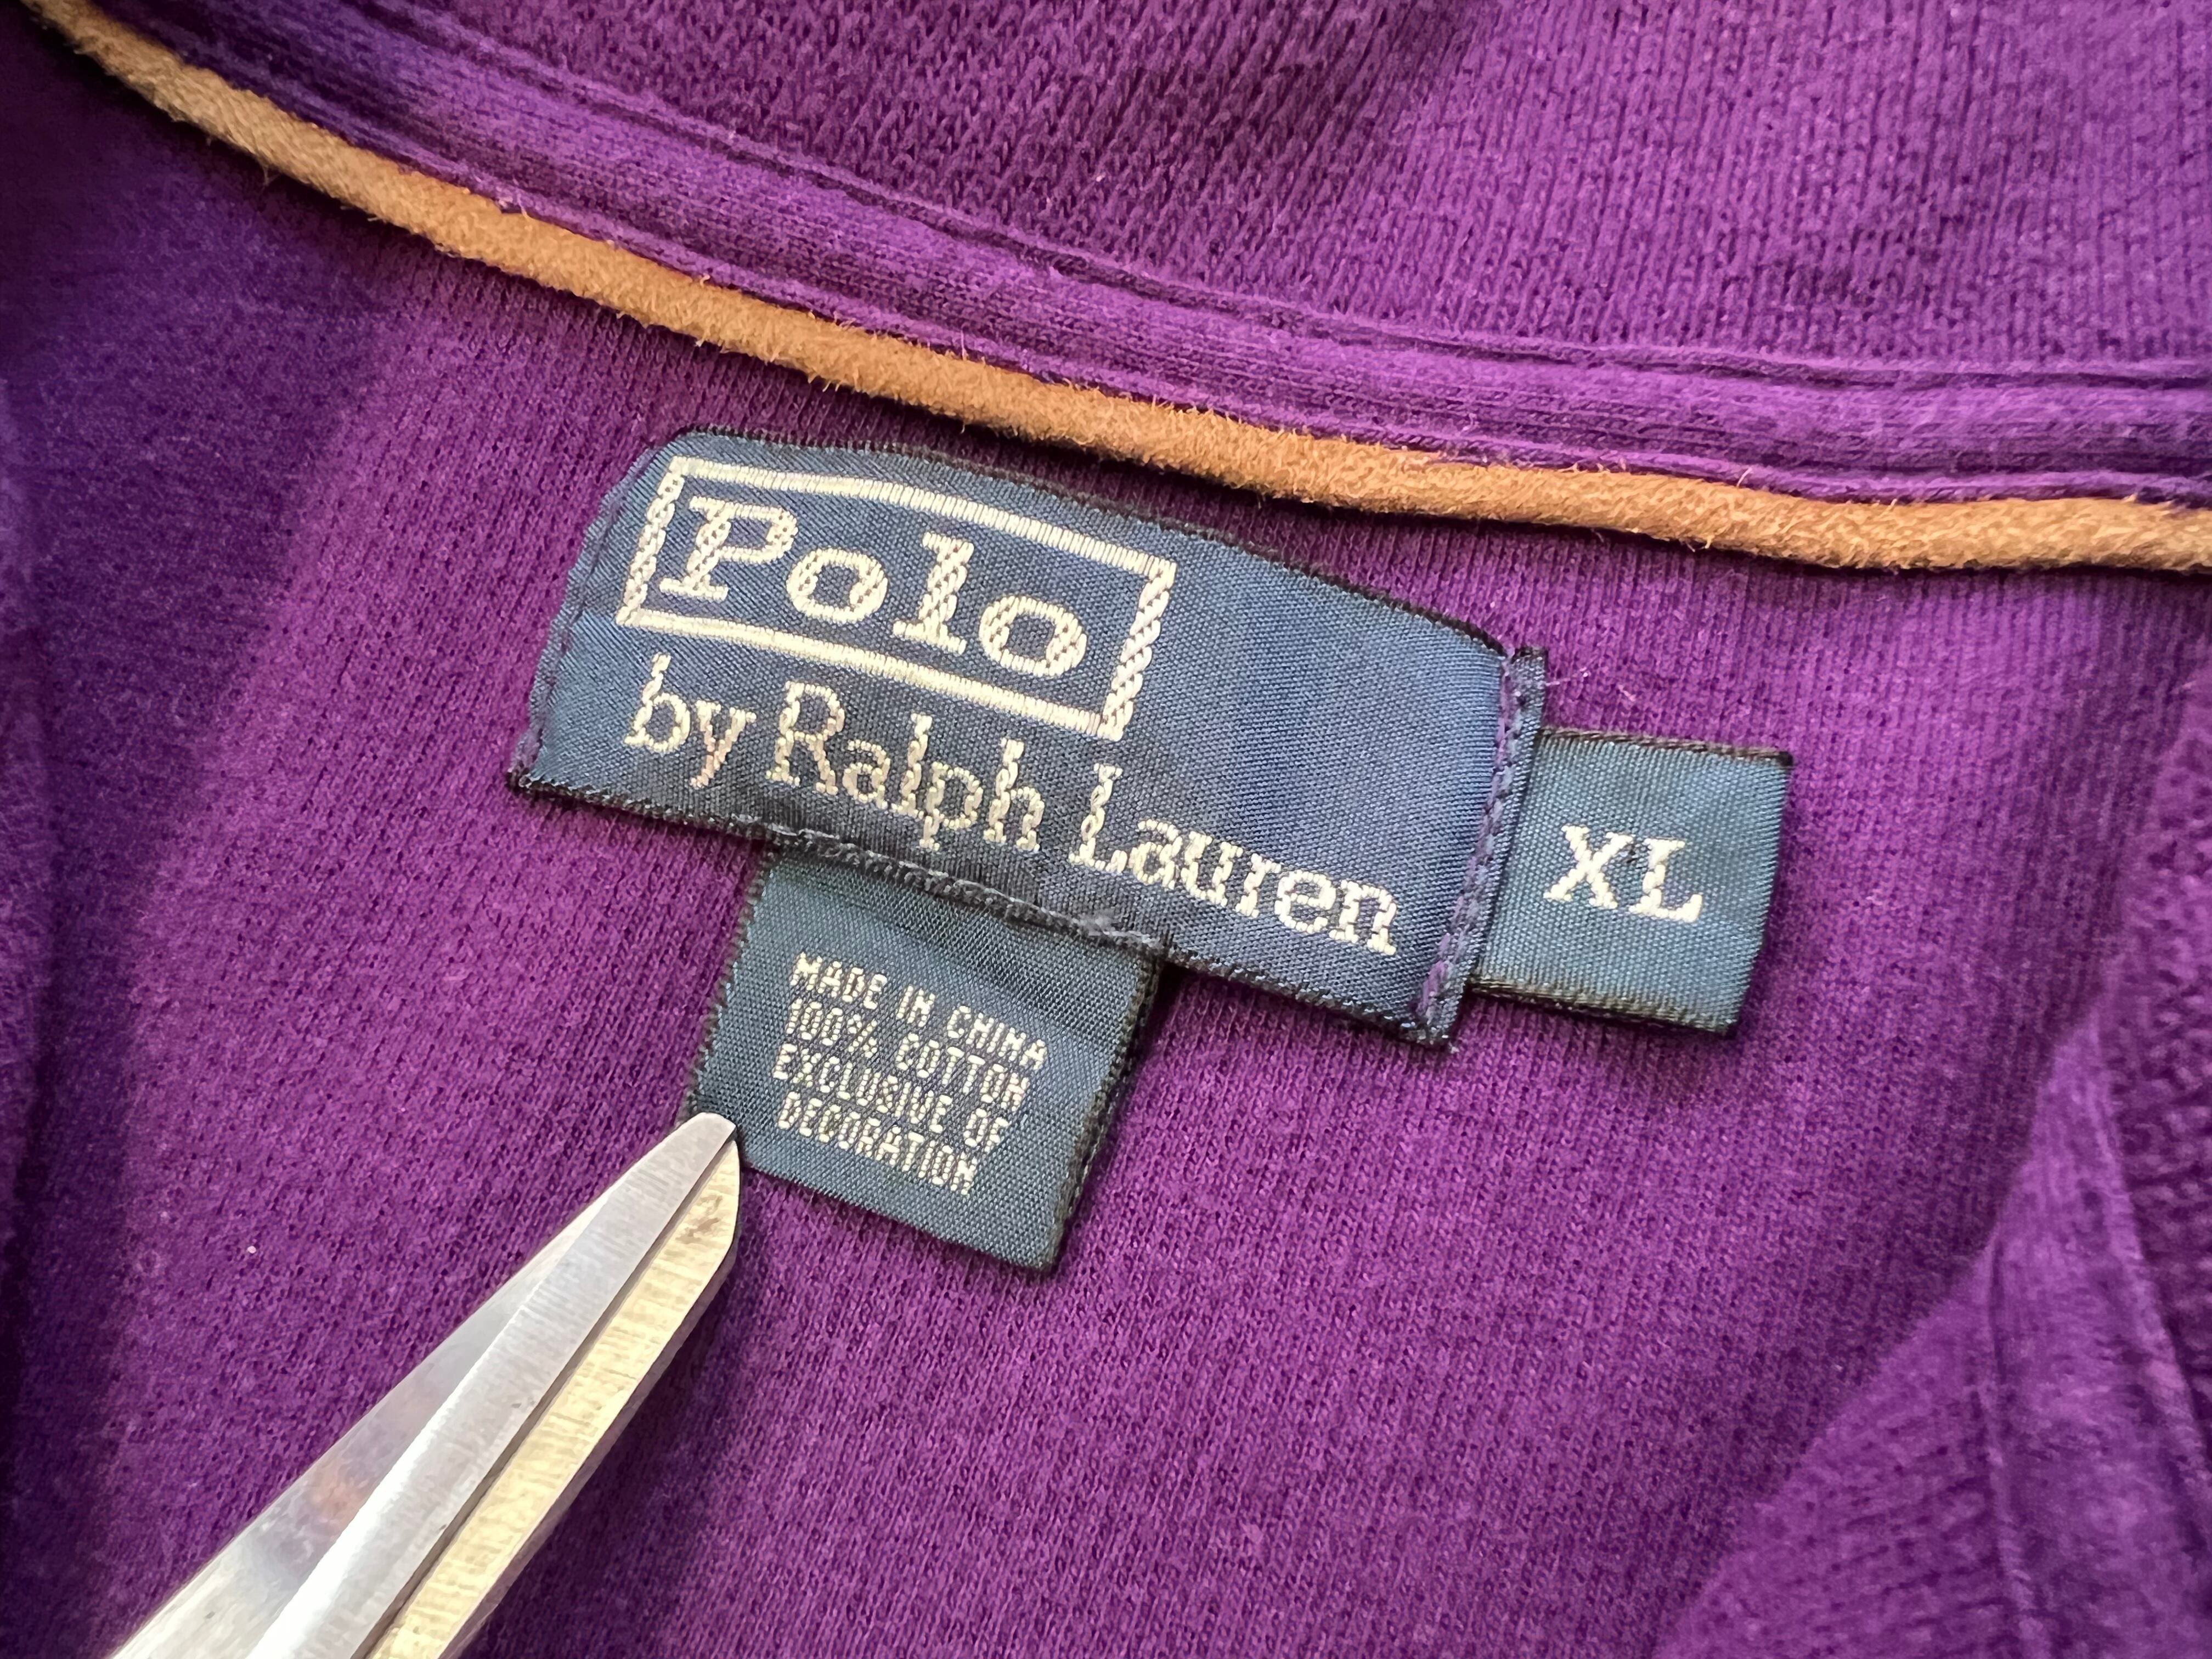 Polo
by Ralph Lauren
XL
MADE IN CHINA
100% COTTON
EXCLUSIVE OF
DECORATION